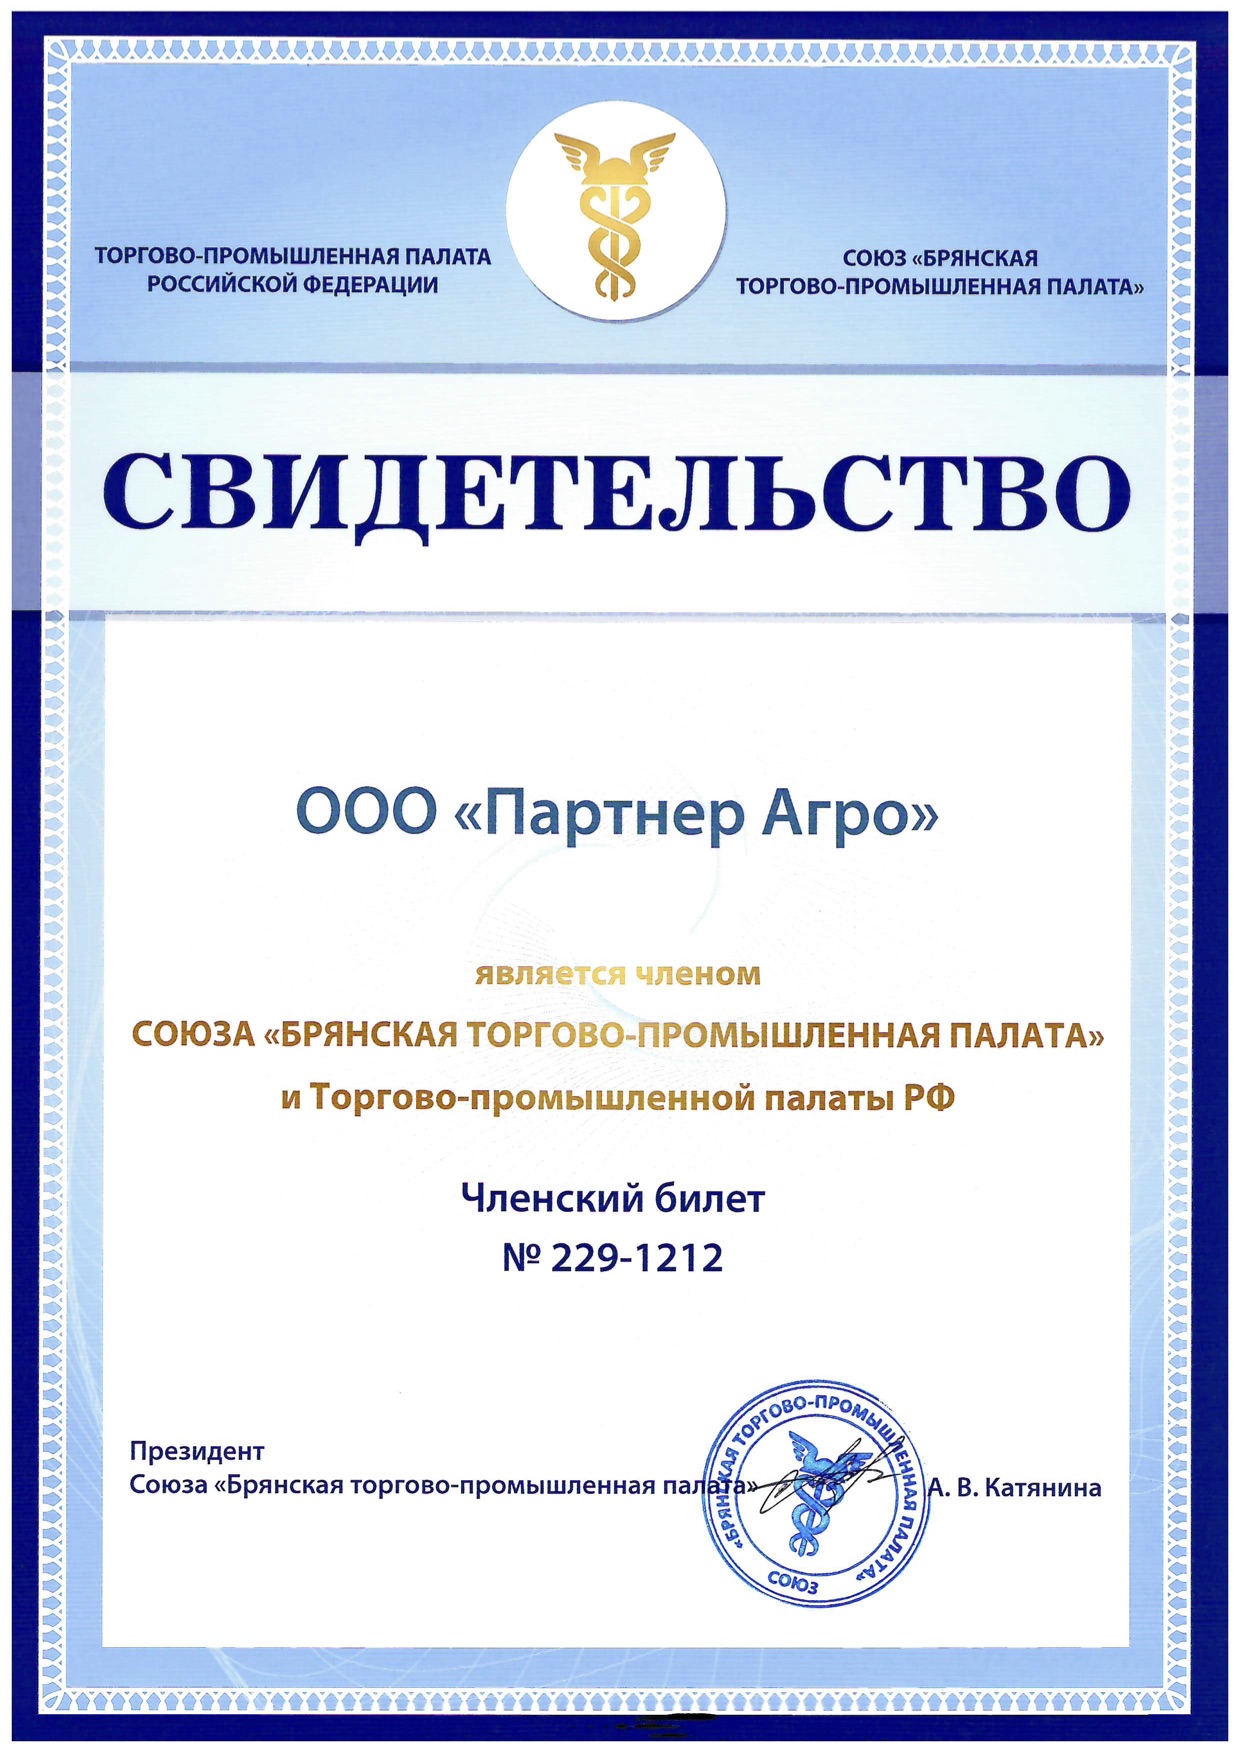 ТОРГОВО-ПРОМЫШЛЕННАЯ ПАЛАТА
РОССИЙСКОЙ ФЕДЕРАЦИИ
СОЮЗ «БРЯНСКАЯ
ТОРГОВО-ПРОМЫШЛЕННАЯ ПАЛАТА»
СВИДЕТЕЛЬСТВО
ООО «Партнер Агро»
является членом
СОЮЗА «БРЯНСКАЯ ТОРГОВО-ПРОМЫШЛЕННАЯ ПАЛАТА»
и Торгово-промышленной палаты РФ
Членский билет
№ 229-1212
Президент
Союза «Брянская торгово-промышленная палата»
А. В. Катянина
«БРЯНСКАЯ ТОРГОВО-ПРОМЫШЛЕННАЯ ПАЛАТА»
СОЮЗ